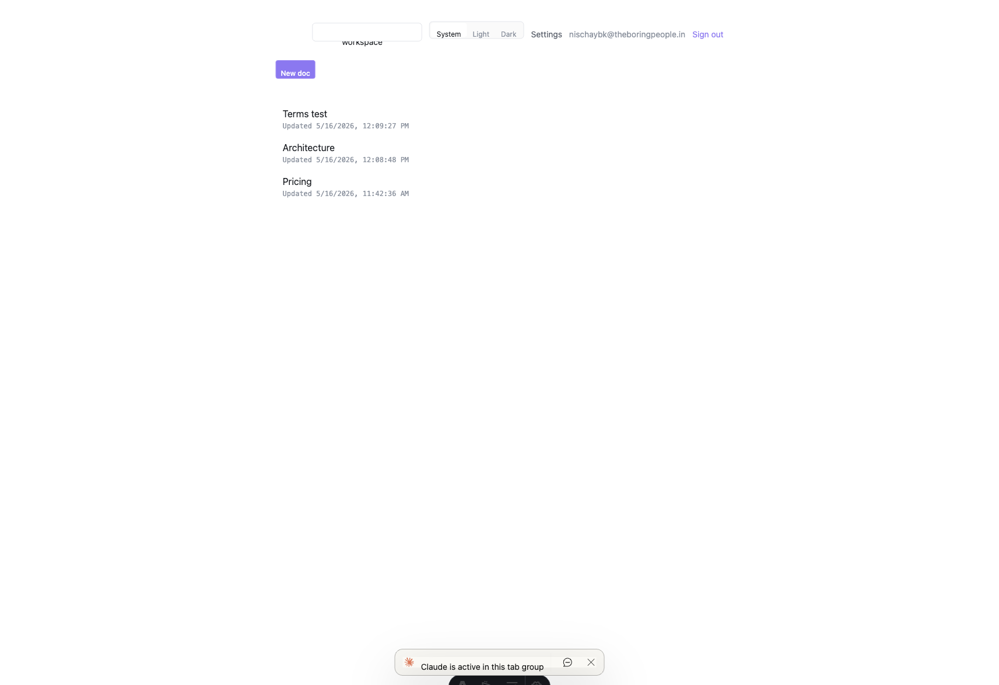 workspace
System Light Dark Settings nischaybk@theboringpeople.in Sign out
New doc
Terms test
Updated 5/16/2026, 12:09:27 PM
Architecture
Updated 5/16/2026, 12:08:48 PM
Pricing
Updated 5/16/2026, 11:42:36 AM
Claude is active in this tab group